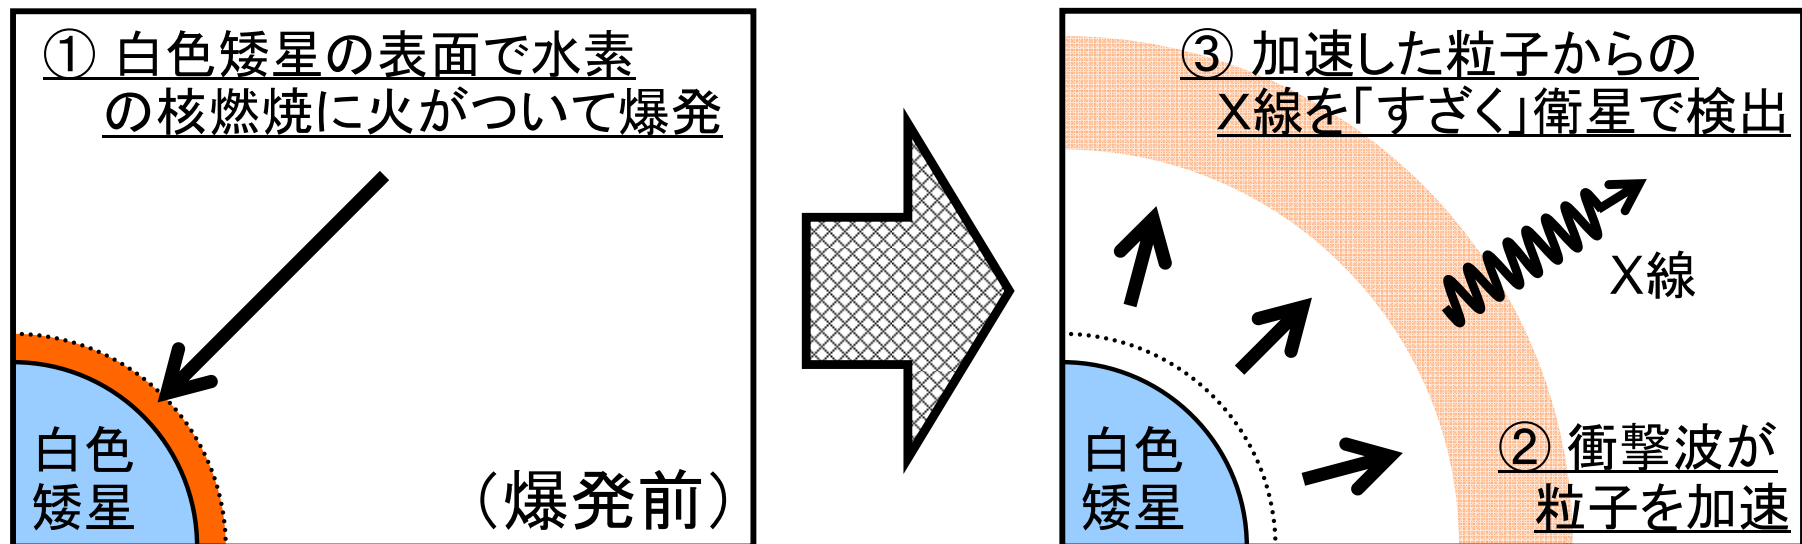 ① 白色矮星の表面で水素
の核燃焼に火がついて爆発
白色
矮星
(爆発前)
③ 加速した粒子からの
X線を「すざく」衛星で検出
X線
白色
矮星
② 衝撃波が
粒子を加速